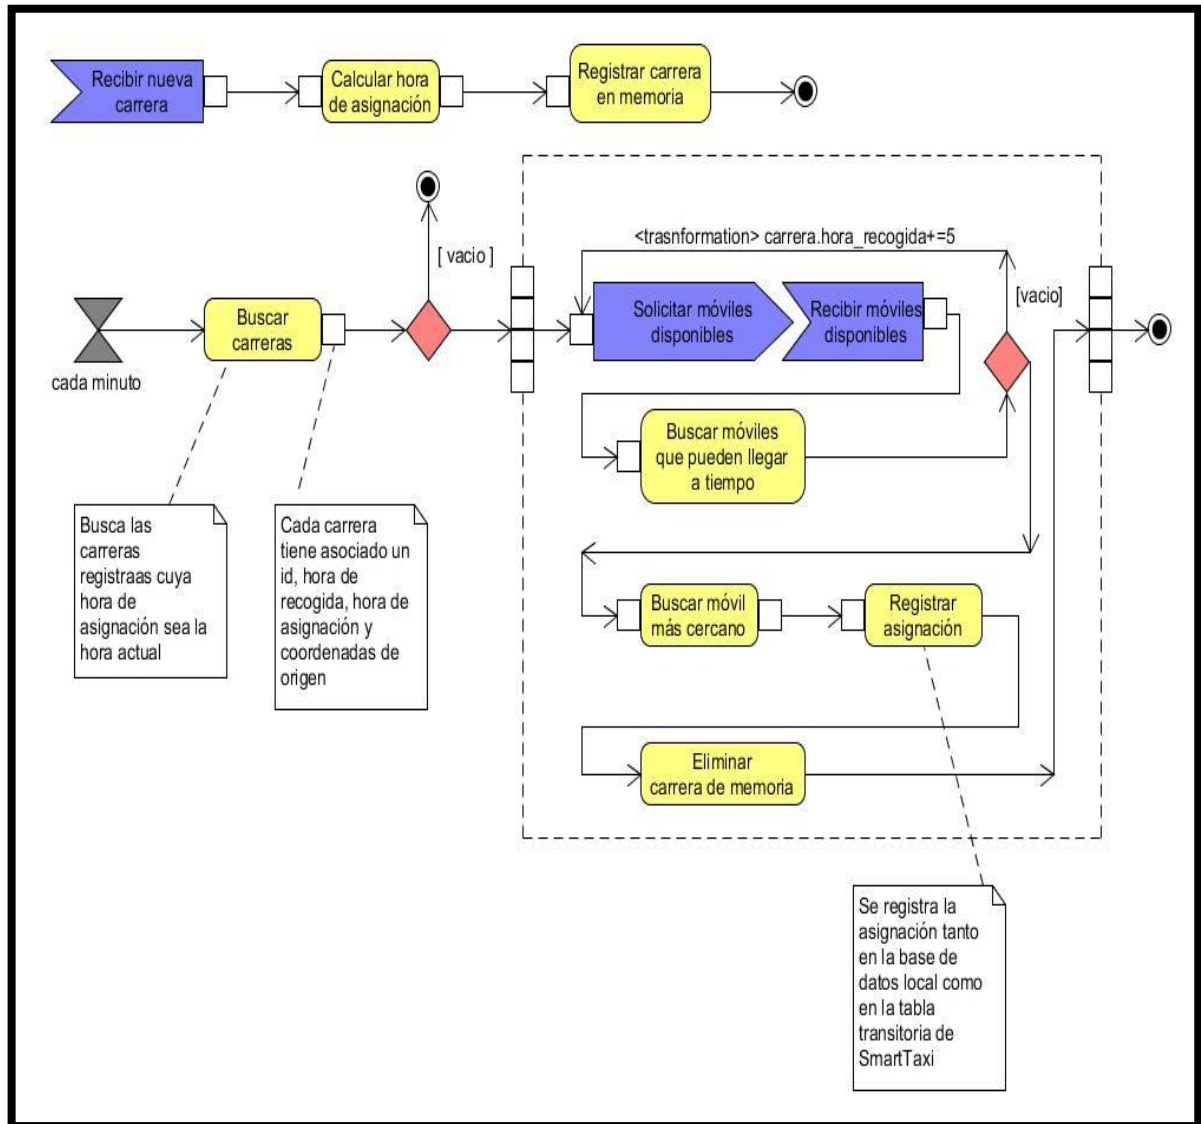 Recibir nueva
carrera
Calcular hora
de asignación
Registrar carrera
en memoria
[ vacio ]
<trasnformation> carrera.hora_recogida+=5
Solicitar móviles
disponibles
Recibir móviles
disponibles
[vacio]
Buscar
carreras
cada minuto
Buscar móviles
que pueden llegar
a tiempo
Busca las
carreras
registraas cuya
hora de
asignación sea la
hora actual
Cada carrera
tiene asociado un
id, hora de
recogida, hora de
asignación y
coordenadas de
origen
Buscar móvil
más cercano
Registrar
asignación
Eliminar
carrera de memoria
Se registra la
asignación tanto
en la base de
datos local como
en la tabla
transitoria de
SmartTaxi